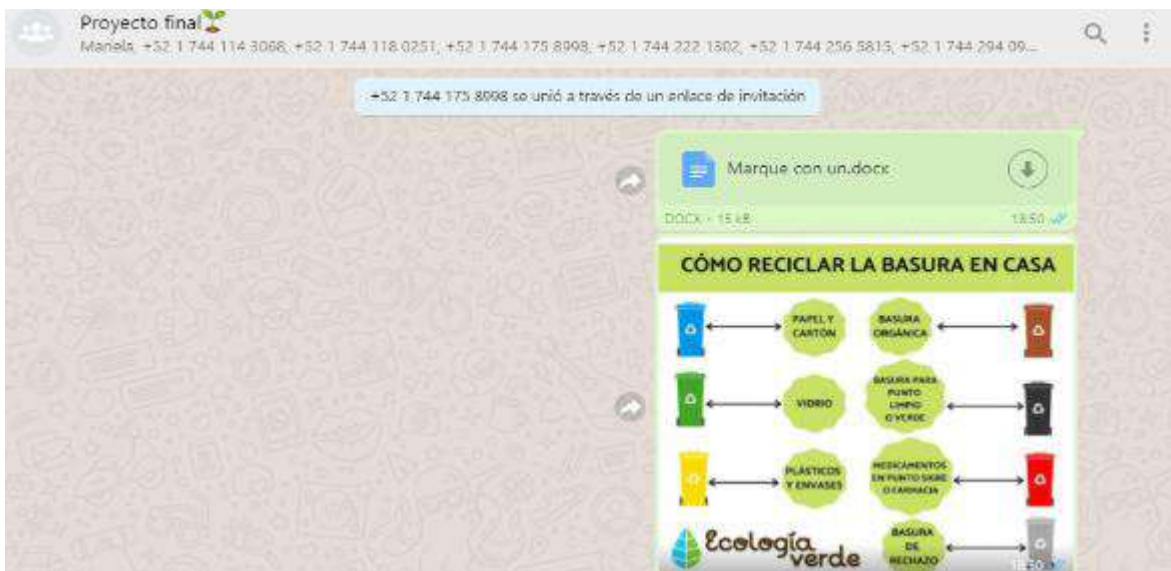 Proyecto final
Mariela, +52 1 744 114 3068, +52 1 744 118 0251, +52 1 744 175 8998, +52 1 744 222 1302, +52 1 744 256 5815, +52 1 744 294 09...
+52 1 744 175 8998 se unió a través de un enlace de invitación
Marque con un.docx
DOCX • 15 kB
18:50
CÓMO RECICLAR LA BASURA EN CASA
PAPEL Y
CARTÓN
BASURA
ORGÁNICA
VIDRIO
BASURA PARA
PUNTO
LIMPIO
O VERDE
PLÁSTICOS
Y ENVASES
MEDICAMENTOS
EN PUNTO SIGRE
O FARMACIA
Ecología
verde
BASURA
DE
RECHAZO
18:50